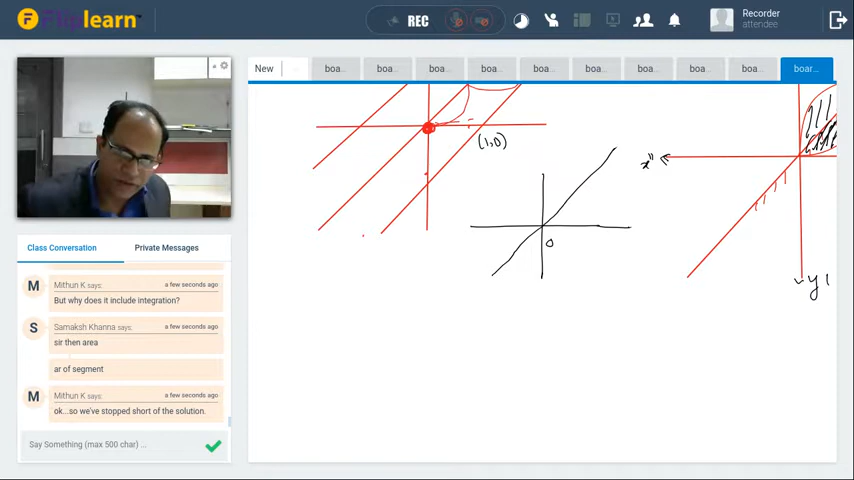 Fliplearn
REC
Recorder
attendee
New
boa...
boa...
boa...
boa...
boa...
boa...
boa...
boa...
boa...
boar...
Class Conversation
Private Messages
M
Mithun K says:
a few seconds ago
But why does it include integration?
S
Samaksh Khanna says:
a few seconds ago
sir then area
ar of segment
M
Mithun K says:
a few seconds ago
ok...so we've stopped short of the solution.
Say Something (max 500 char) ...
(1,0)
0
x"
-y1